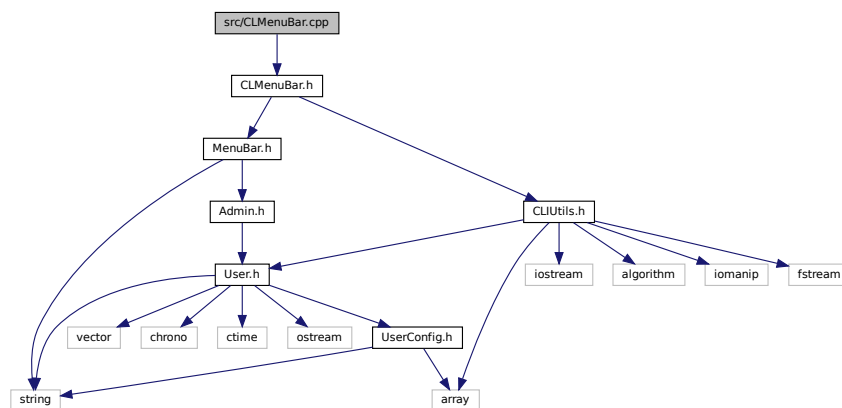 src/CLMenuBar.cpp
CLMenuBar.h
MenuBar.h
Admin.h
CLIUtils.h
User.h
iostream
algorithm
iomanip
fstream
vector
chrono
ctime
ostream
UserConfig.h
string
array